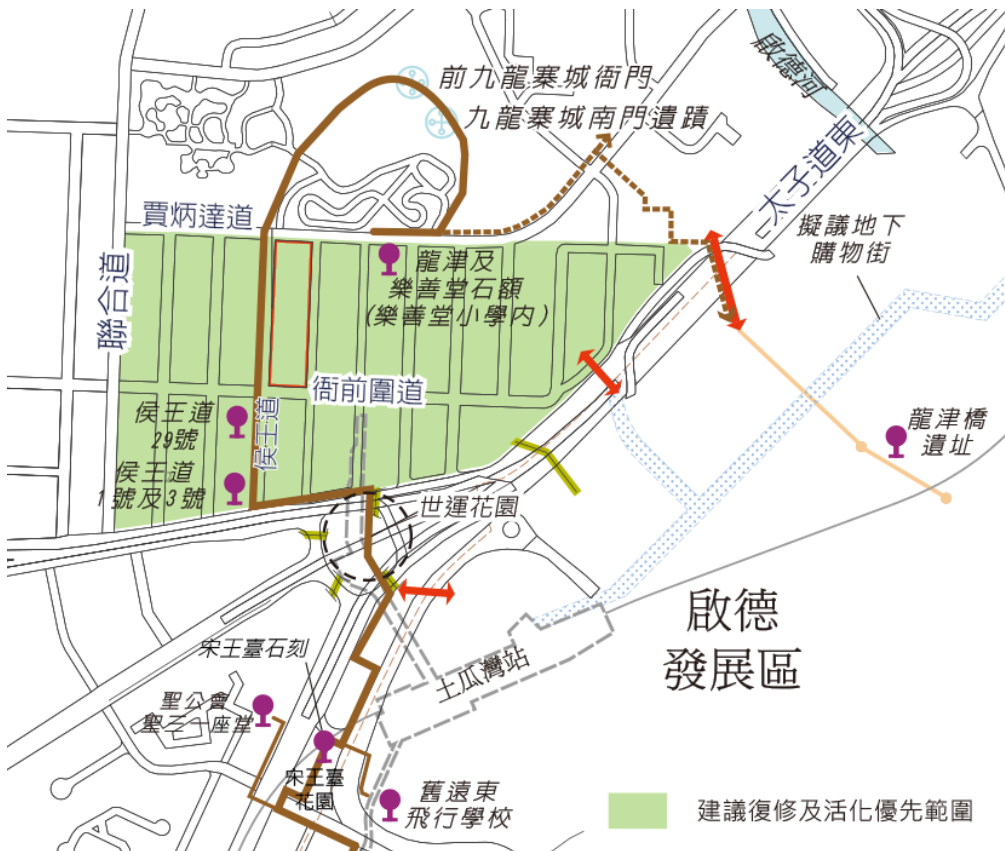 前九龍寨城衙門
九龍寨城南門遺蹟
啟德河
太子道東
賈炳達道
擬議地下
購物街
聯合道
龍津及
樂善堂石額
(樂善堂小學內)
衙前圍道
侯王道
29號
侯王道
侯王道
1號及3號
龍津橋
遺址
世運花園
啟德
發展區
宋王臺石刻
土瓜灣站
聖公會
聖三一座堂
宋王臺
花園
舊遠東
飛行學校
建議復修及活化優先範圍